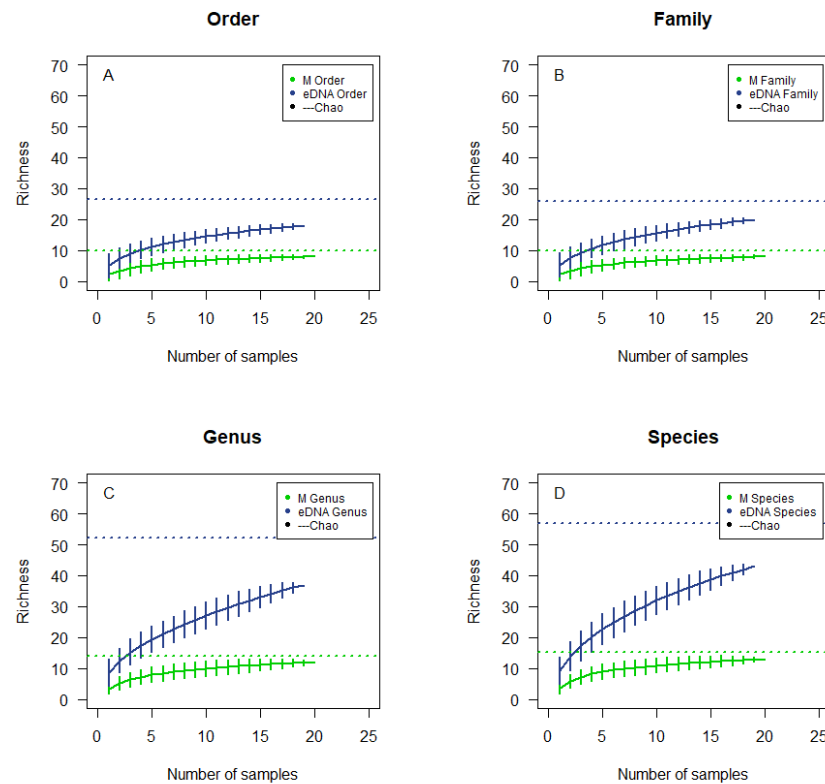 Order
A
M Order
eDNA Order
---Chao
70
60
50
40
30
20
10
0
Richness
0 5 10 15 20 25
Number of samples
Family
B
M Family
eDNA Family
---Chao
70
60
50
40
30
20
10
0
Richness
0 5 10 15 20 25
Number of samples
Genus
C
M Genus
eDNA Genus
---Chao
70
60
50
40
30
20
10
0
Richness
0 5 10 15 20 25
Number of samples
Species
D
M Species
eDNA Species
---Chao
70
60
50
40
30
20
10
0
Richness
0 5 10 15 20 25
Number of samples